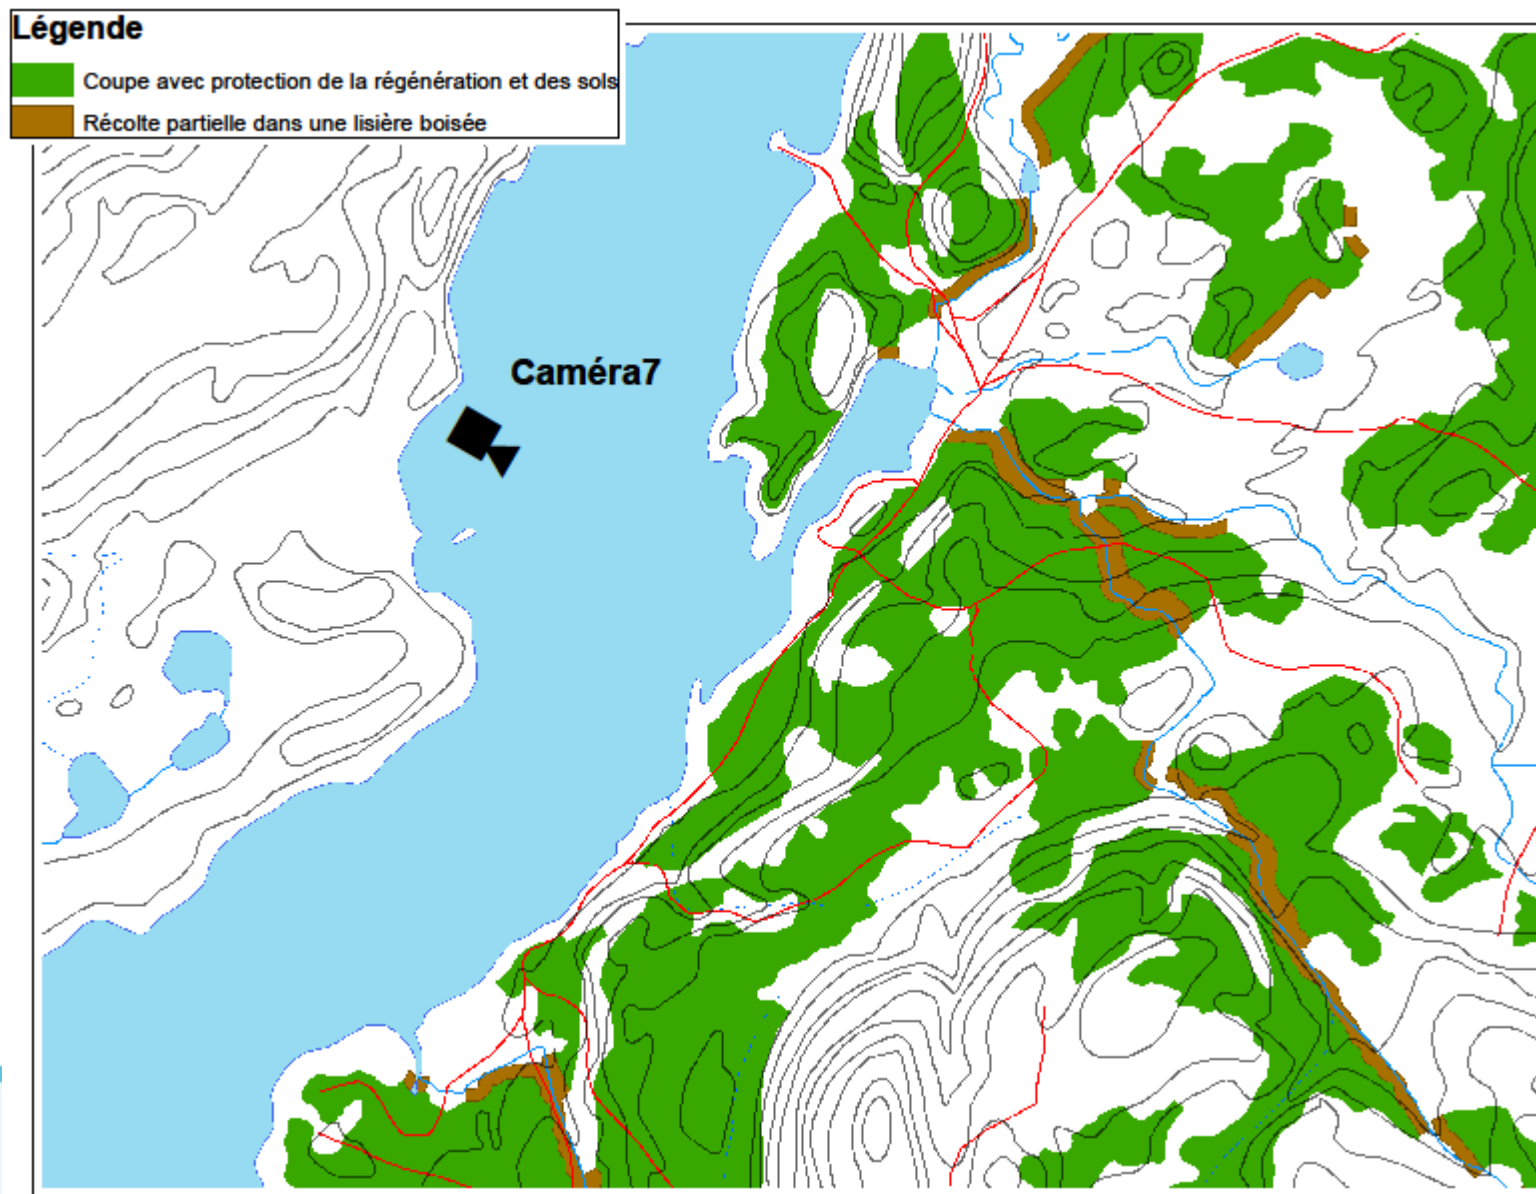 Légende
Coupe avec protection de la régénération et des sols
Récolte partielle dans une lisière boisée
Caméra7